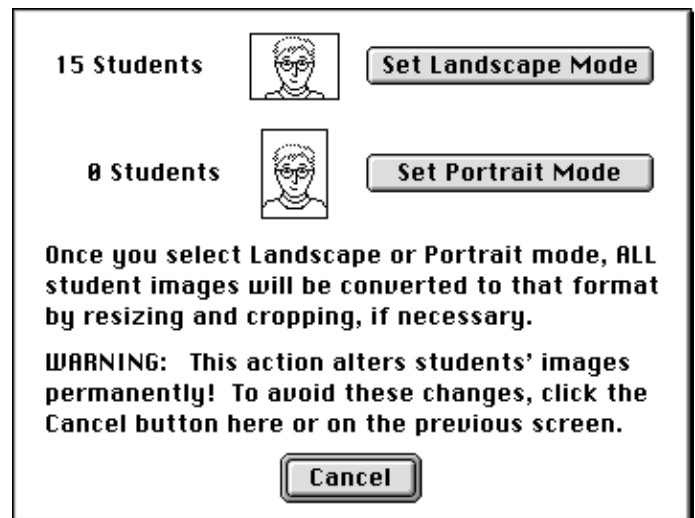 15 Students
Set Landscape Mode
0 Students
Set Portrait Mode
Once you select Landscape or Portrait mode, ALL
student images will be converted to that format
by resizing and cropping, if necessary.
WARNING:  This action alters students’ images
permanently!  To avoid these changes, click the
Cancel button here or on the previous screen.
Cancel